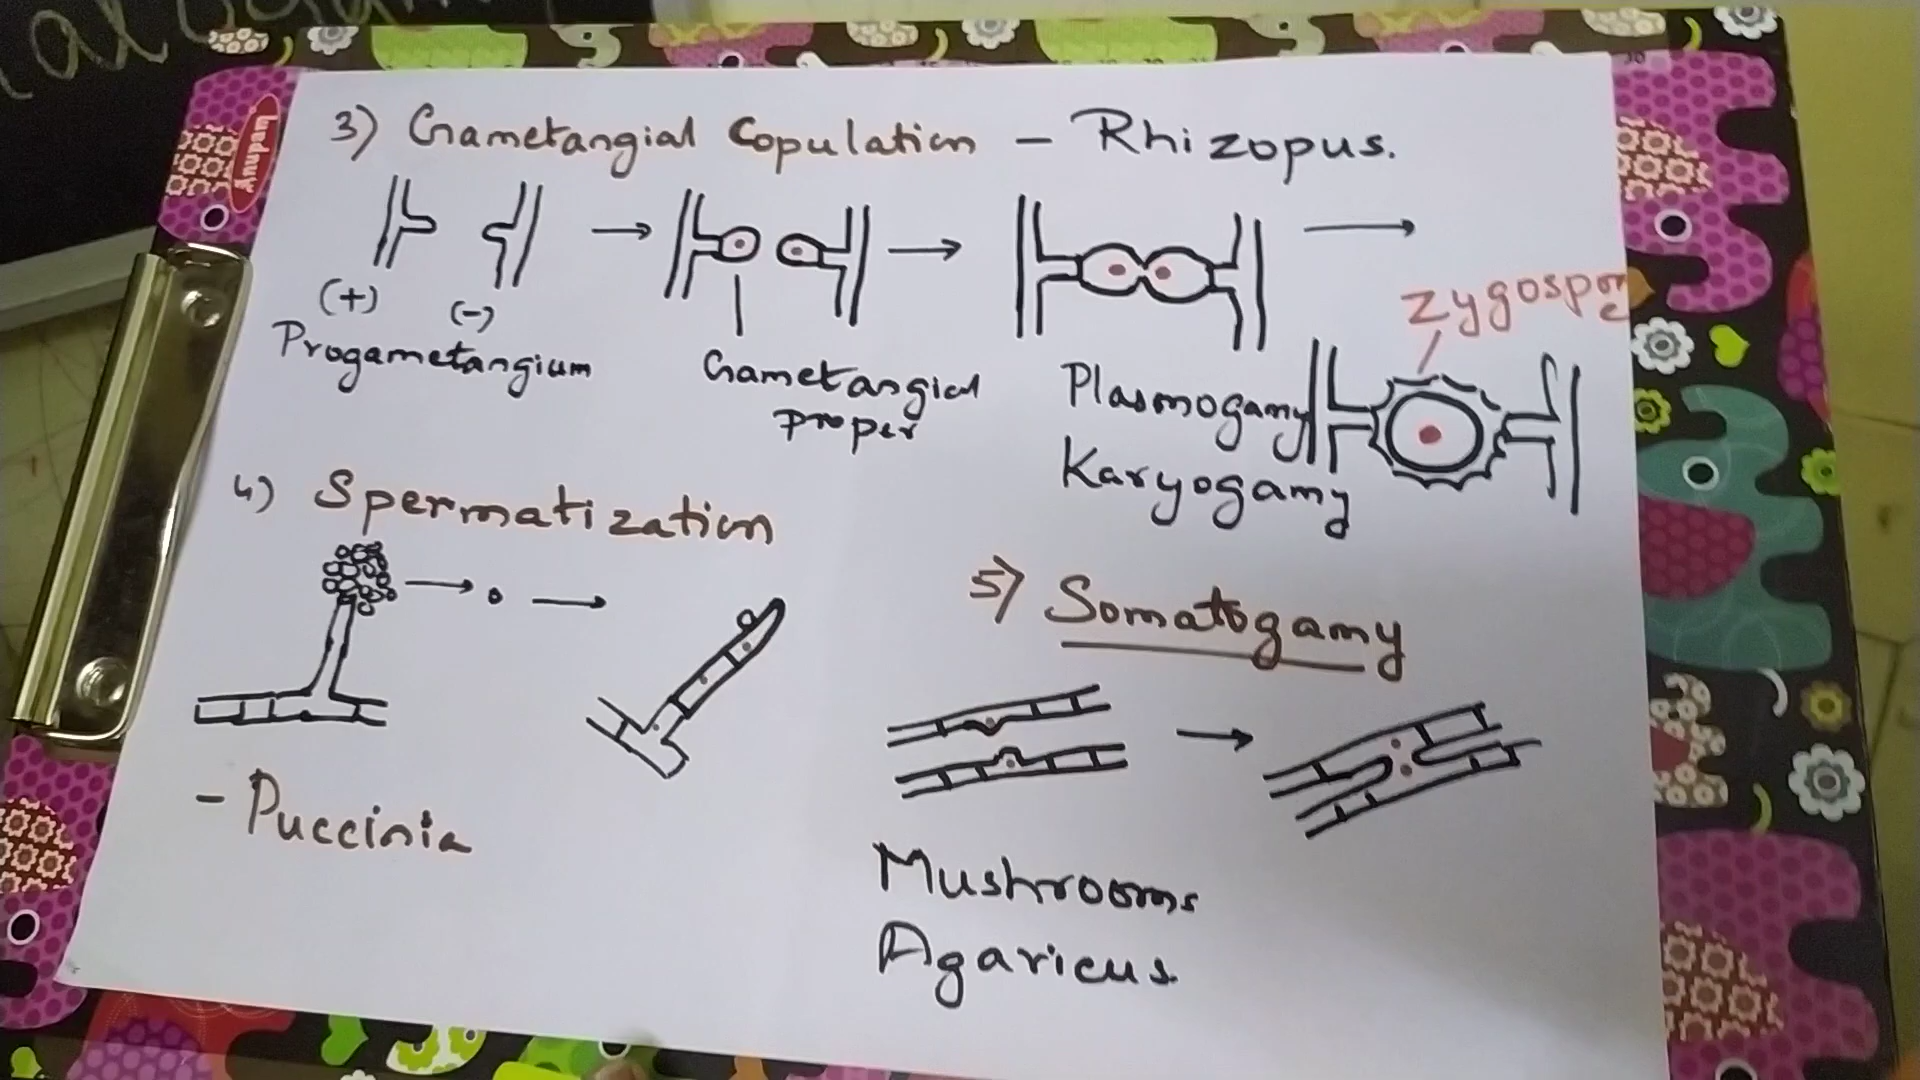 3) Gametangial Copulation - Rhizopus.
(+) (-)
Progametangium
Gametangial
proper
Plasmogamy
Karyogamy
Zygospore
4) Spermatization
- Puccinia
5) Somatogamy
Mushrooms
Agaricus